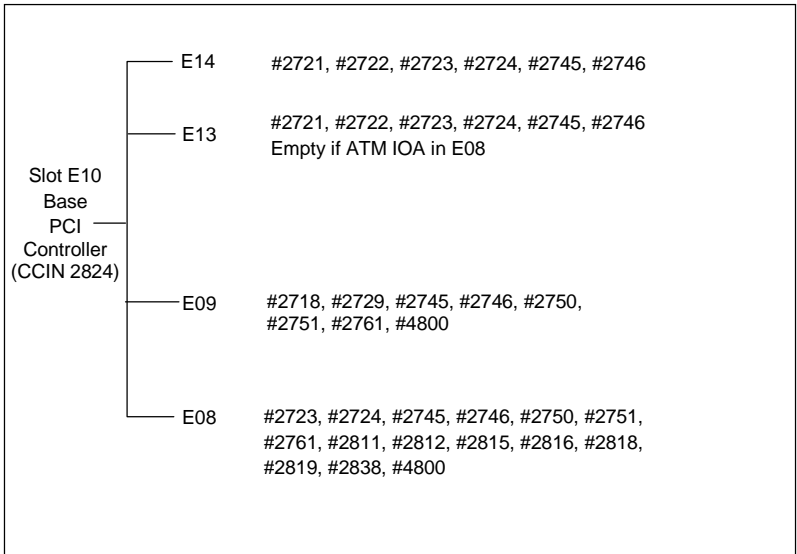 E14 #2721, #2722, #2723, #2724, #2745, #2746
E13 #2721, #2722, #2723, #2724, #2745, #2746
Empty if ATM IOA in E08
Slot E10
Base
PCI
Controller
(CCIN 2824)
E09 #2718, #2729, #2745, #2746, #2750,
#2751, #2761, #4800
E08 #2723, #2724, #2745, #2746, #2750, #2751,
#2761, #2811, #2812, #2815, #2816, #2818,
#2819, #2838, #4800